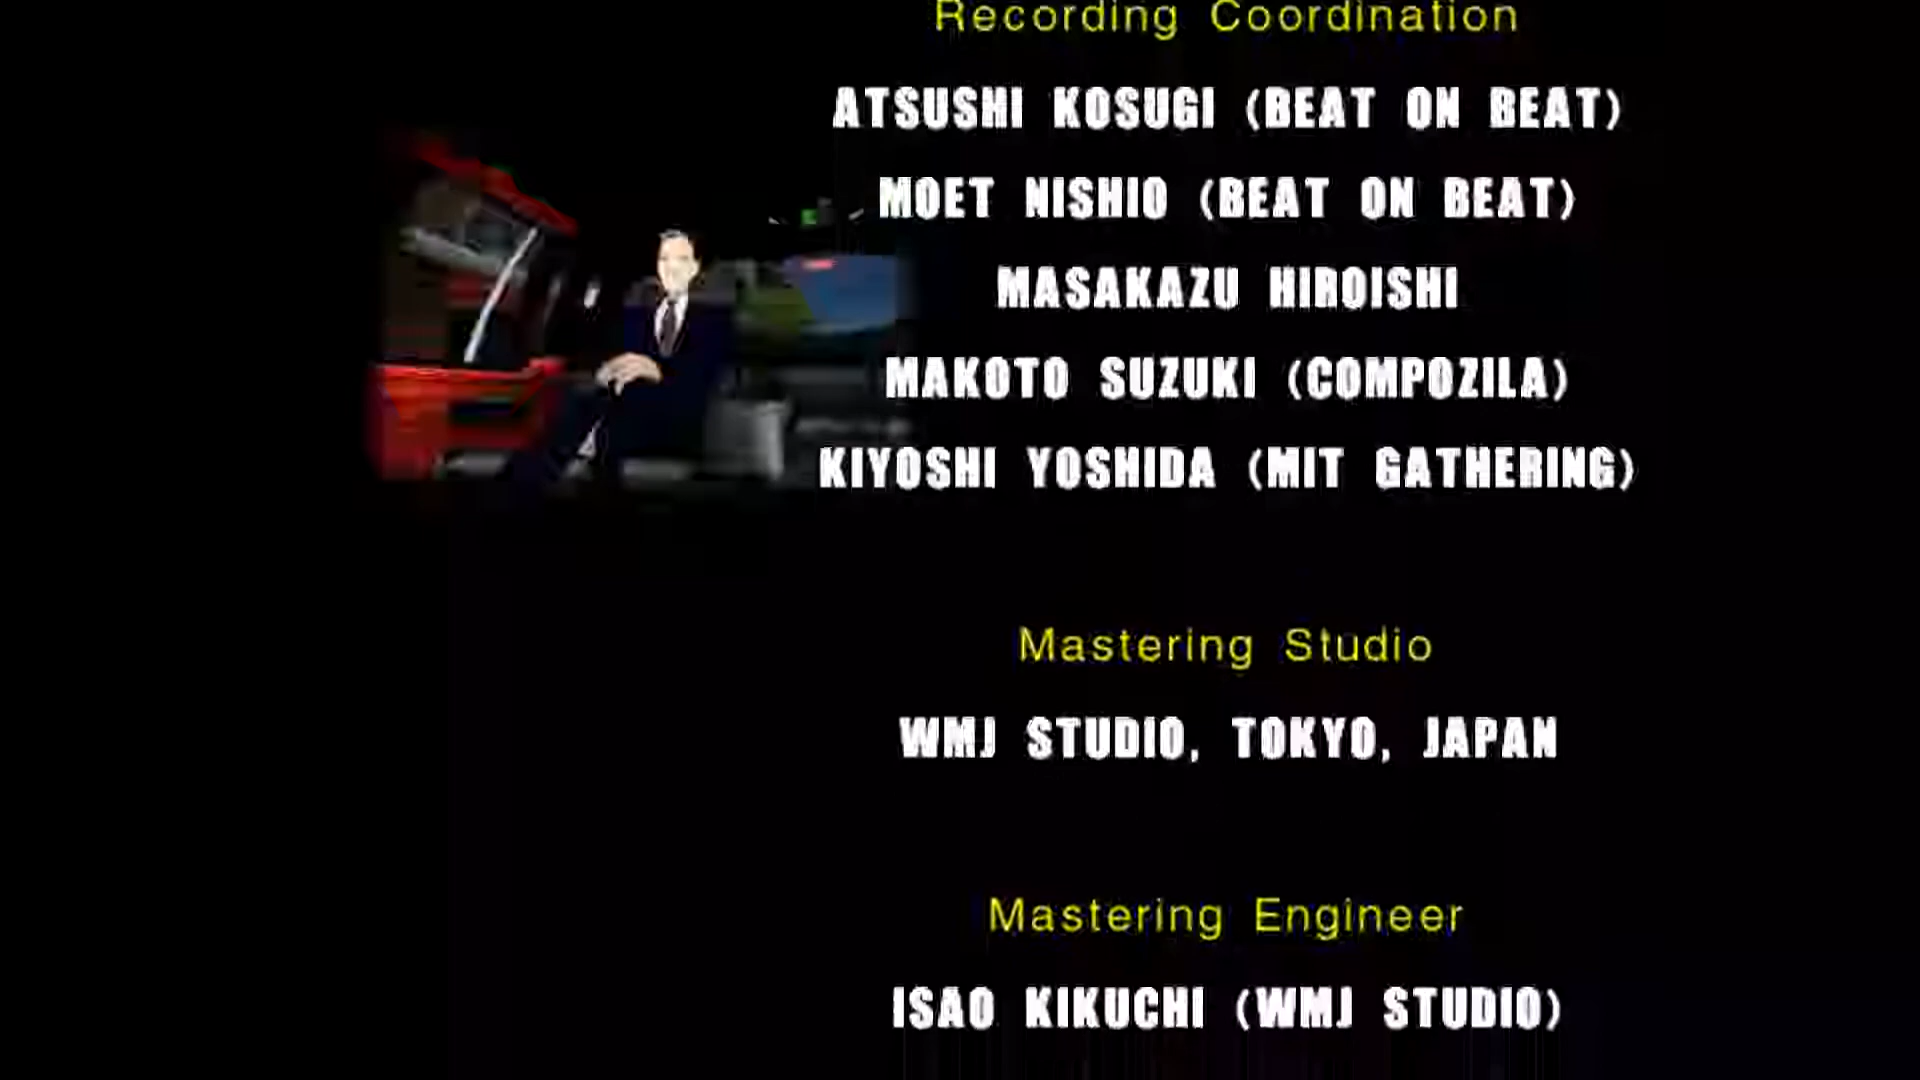 Recording Coordination
ATSUSHI KOSUGI (BEAT ON BEAT)
MOET NISHIO (BEAT ON BEAT)
MASAKAZU HIROISHI
MAKOTO SUZUKI (COMPOZILA)
KIYOSHI YOSHIDA (MIT GATHERING)
Mastering Studio
WMJ STUDIO, TOKYO, JAPAN
Mastering Engineer
ISAO KIKUCHI (WMJ STUDIO)